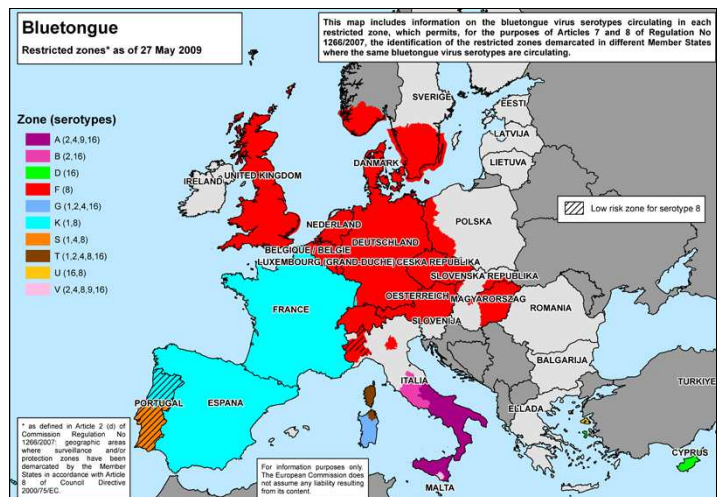 Bluetongue
Restricted zones* as of 27 May 2009
This map includes information on the bluetongue virus serotypes circulating in each
restricted zone, which permits, for the purposes of Articles 7 and 8 of Regulation No
1266/2007, the identification of the restricted zones demarcated in different Member States
where the same bluetongue virus serotypes are circulating.
Zone (serotypes)
A (2,4,9,16)
B (2,16)
D (16)
F (8)
G (1,2,4,16)
K (1,8)
S (1,4,8)
T (1,2,4,8,16)
U (16,8)
V (2,4,8,9,16)
Low risk zone for serotype 8
SVERIGE
EESTI
LATVIJA
LIETUVA
DANMARK
IRELAND
UNITED KINGDOM
POLSKA
NEDERLAND
DEUTSCHLAND
BELGIQUE / BELGIE
LUXEMBOURG (GRAND-DUCHE)
CESKA REPUBLIKA
SLOVENSKA REPUBLIKA
OESTERREICH
MAGYARORSZAG
FRANCE
SLOVENIJA
ROMANIA
BALGARIJA
ITALIA
TURKIYE
PORTUGAL
ESPANA
ELLADA
CYPRUS
MALTA
* as defined in Article 2 (d) of
Commission Regulation No
1266/2007: geographic areas
where surveillance and/or
protection zones have been
demarcated by the Member
States in accordance with Article
8 of Council Directive
2000/75/EC.
For information purposes only.
The European Commission does
not assume any liability resulting
from its content.